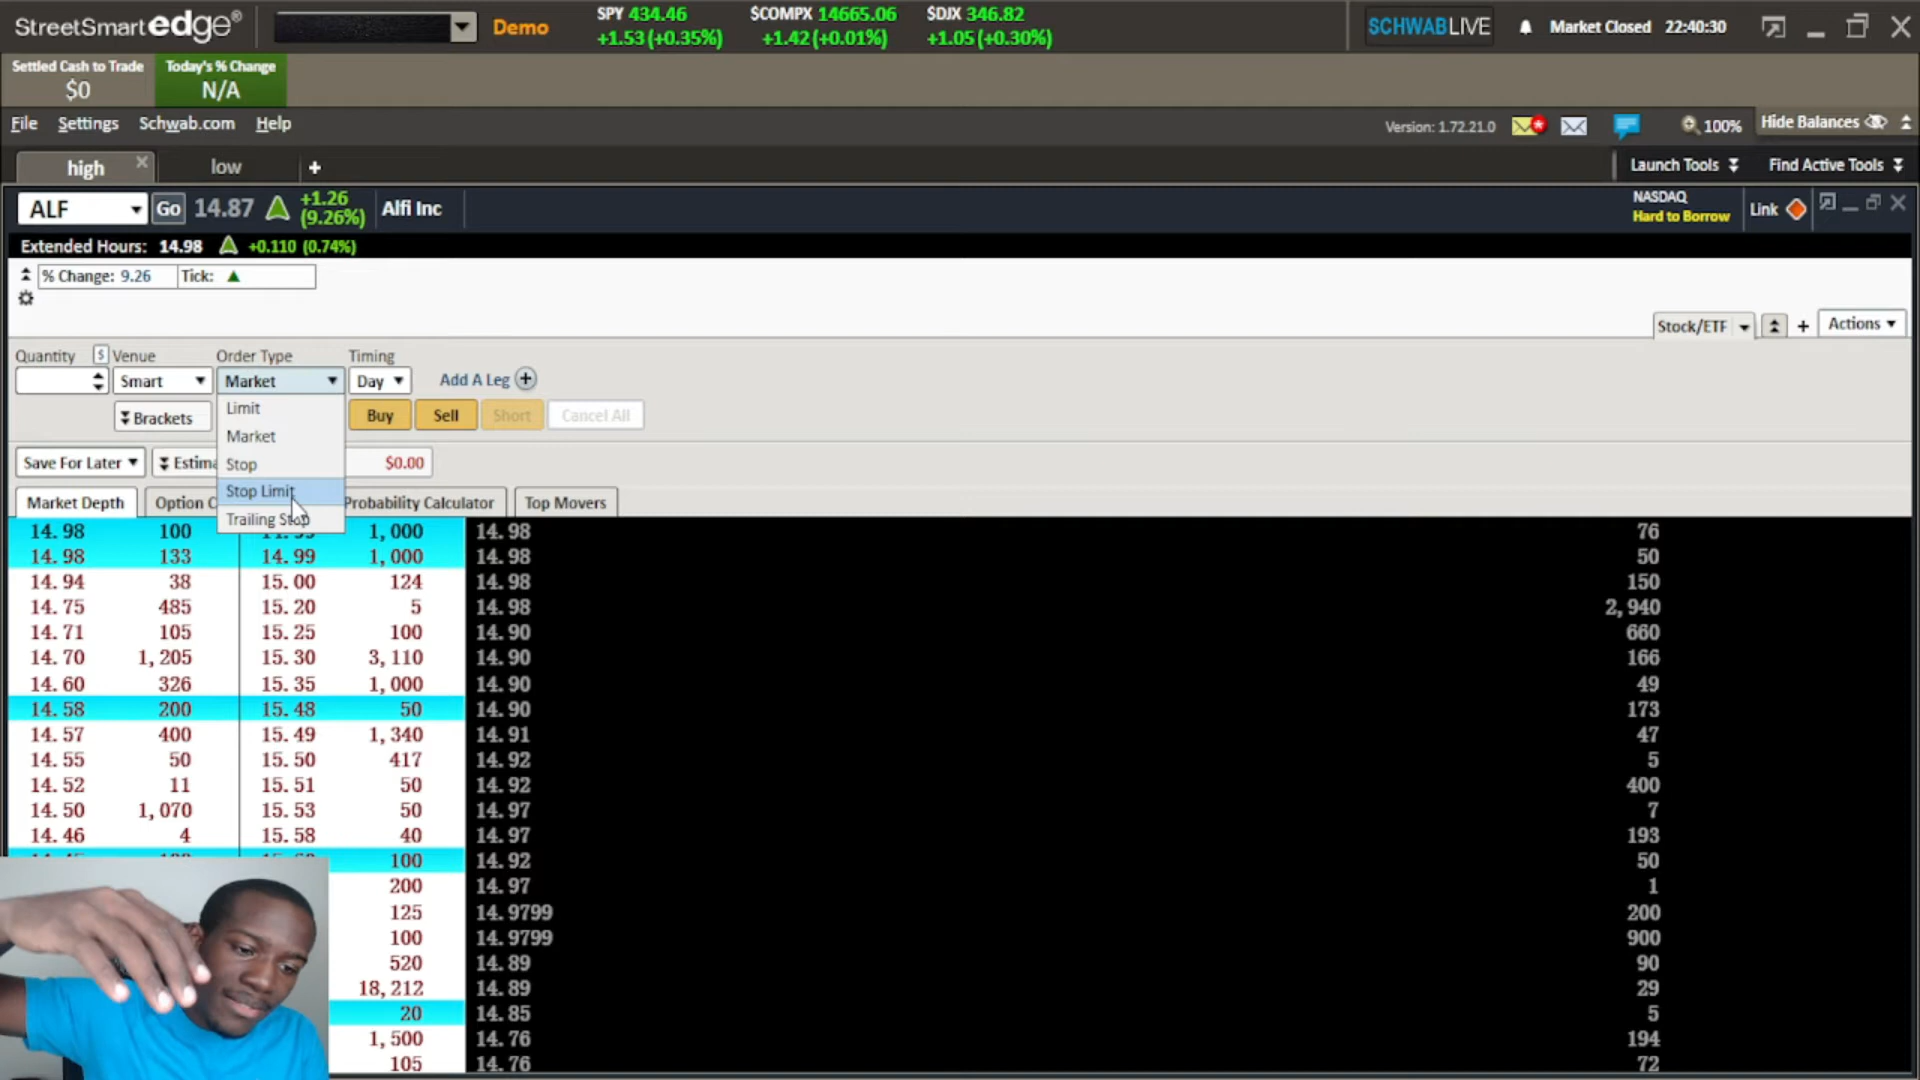 StreetSmart edge®
Demo
SPY 434.46
+1.53 (+0.35%)
$COMPX 14665.06
+1.42 (+0.01%)
$DJX 346.82
+1.05 (+0.30%)
SCHWABLIVE
Market Closed 22:40:30
Settled Cash to Trade
$0
Today's % Change
N/A
File Settings Schwab.com Help
Version: 1.72.21.0
100%
Hide Balances
high low +
Launch Tools Find Active Tools
ALF Go 14.87 +1.26 (9.26%) Alfi Inc
NASDAQ
Hard to Borrow
Link
Extended Hours: 14.98 +0.110 (0.74%)
% Change: 9.26 Tick:
Stock/ETF + Actions
Quantity $ Venue Order Type Timing
Smart Market Day Add A Leg +
Limit
Market
Stop
Stop Limit
Trailing Stop
Brackets Buy Sell Short Cancel All
Save For Later $0.00
Market Depth Probability Calculator Top Movers
14.98 100 1,000 14.98 76
14.98 133 14.99 1,000 14.98 50
14.94 38 15.00 124 14.98 150
14.75 485 15.20 5 14.98 2,940
14.71 105 15.25 100 14.90 660
14.70 1,205 15.30 3,110 14.90 166
14.60 326 15.35 1,000 14.90 49
14.58 200 15.48 50 14.90 173
14.57 400 15.49 1,340 14.91 47
14.55 50 15.50 417 14.92 5
14.52 11 15.51 50 14.92 400
14.50 1,070 15.53 50 14.97 7
14.46 4 15.58 40 14.97 193
100 14.92 50
200 14.97 1
125 14.9799 200
100 14.9799 900
520 14.89 90
18,212 14.89 29
20 14.85 5
1,500 14.76 194
105 14.76 72